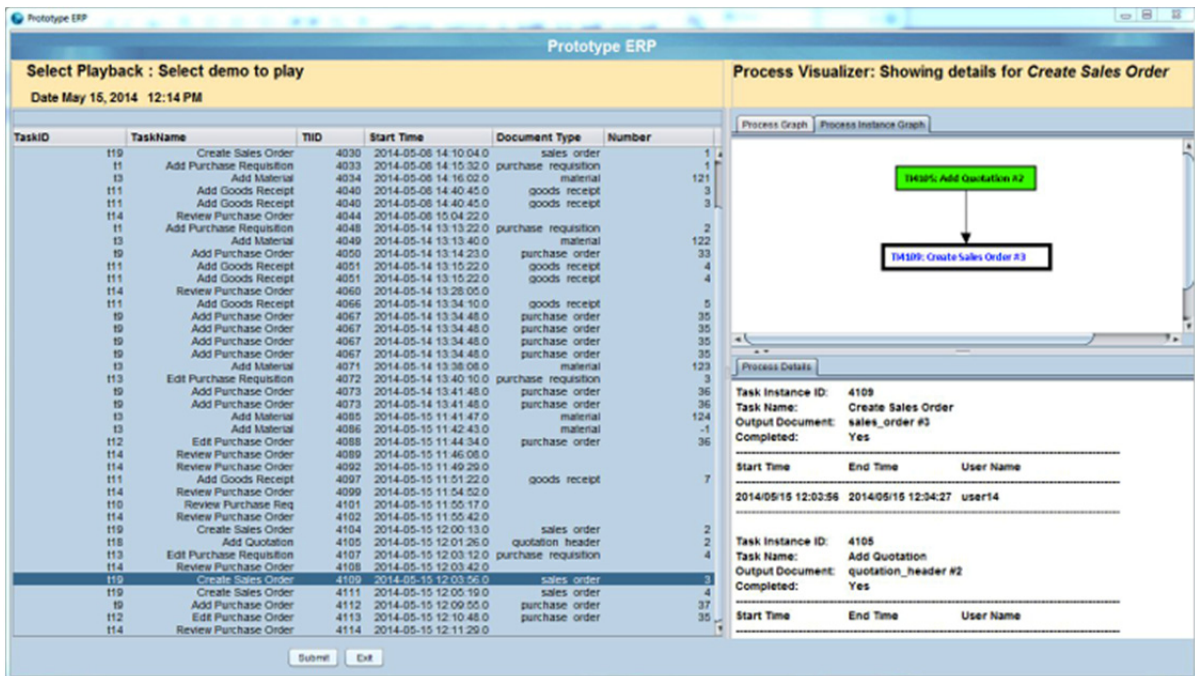 Prototype ERP
Prototype ERP
Select Playback : Select demo to play
Date May 15, 2014 12:14 PM
TaskID TaskName TIID Start Time Document Type Number
t19 Create Sales Order 4030 2014-05-08 14:10:04.0 sales order 1
t1 Add Purchase Requisition 4033 2014-05-08 14:15:32.0 purchase requisition 1
t3 Add Material 4034 2014-05-08 14:16:02.0 material 121
t11 Add Goods Receipt 4040 2014-05-08 14:40:45.0 goods receipt 3
t11 Add Goods Receipt 4040 2014-05-08 14:40:45.0 goods receipt 3
t14 Review Purchase Order 4044 2014-05-08 15:04:22.0
t1 Add Purchase Requisition 4048 2014-05-14 13:13:22.0 purchase requisition 2
t3 Add Material 4049 2014-05-14 13:13:40.0 material 122
t9 Add Purchase Order 4050 2014-05-14 13:14:23.0 purchase order 33
t11 Add Goods Receipt 4051 2014-05-14 13:15:22.0 goods receipt 4
t11 Add Goods Receipt 4051 2014-05-14 13:15:22.0 goods receipt 4
t14 Review Purchase Order 4060 2014-05-14 13:28:05.0
t11 Add Goods Receipt 4066 2014-05-14 13:34:10.0 goods receipt 5
t9 Add Purchase Order 4067 2014-05-14 13:34:48.0 purchase order 35
t9 Add Purchase Order 4067 2014-05-14 13:34:48.0 purchase order 35
t9 Add Purchase Order 4067 2014-05-14 13:34:48.0 purchase order 35
t9 Add Purchase Order 4067 2014-05-14 13:34:48.0 purchase order 35
t3 Add Material 4071 2014-05-14 13:38:08.0 material 123
t13 Edit Purchase Requisition 4072 2014-05-14 13:40:10.0 purchase requisition 3
t9 Add Purchase Order 4073 2014-05-14 13:41:48.0 purchase order 36
t9 Add Purchase Order 4073 2014-05-14 13:41:48.0 purchase order 36
t3 Add Material 4085 2014-05-15 11:41:47.0 material 124
t3 Add Material 4086 2014-05-15 11:42:43.0 material -1
t12 Edit Purchase Order 4088 2014-05-15 11:44:34.0 purchase order 36
t14 Review Purchase Order 4089 2014-05-15 11:46:08.0
t14 Review Purchase Order 4092 2014-05-15 11:49:29.0
t11 Add Goods Receipt 4097 2014-05-15 11:51:22.0 goods receipt 7
t14 Review Purchase Order 4099 2014-05-15 11:54:52.0
t10 Review Purchase Req 4101 2014-05-15 11:55:17.0
t14 Review Purchase Order 4102 2014-05-15 11:55:42.0
t19 Create Sales Order 4104 2014-05-15 12:00:13.0 sales order 2
t18 Add Quotation 4105 2014-05-15 12:01:26.0 quotation header 2
t13 Edit Purchase Requisition 4107 2014-05-15 12:03:12.0 purchase requisition 4
t14 Review Purchase Order 4108 2014-05-15 12:03:42.0
t19 Create Sales Order 4109 2014-05-15 12:03:56.0 sales order 3
t19 Create Sales Order 4111 2014-05-15 12:05:19.0 sales order 4
t9 Add Purchase Order 4112 2014-05-15 12:09:55.0 purchase order 37
t12 Edit Purchase Order 4113 2014-05-15 12:10:48.0 purchase order 35
t14 Review Purchase Order 4114 2014-05-15 12:11:29.0
Submit Exit
Process Visualizer: Showing details for Create Sales Order
Process Graph Process Instance Graph
TI4105: Add Quotation #2
TI4109: Create Sales Order #3
Process Details
Task Instance ID: 4109
Task Name: Create Sales Order
Output Document: sales_order #3
Completed: Yes
Start Time End Time User Name
2014/05/15 12:03:56 2014/05/15 12:04:27 user14
Task Instance ID: 4105
Task Name: Add Quotation
Output Document: quotation_header #2
Completed: Yes
Start Time End Time User Name